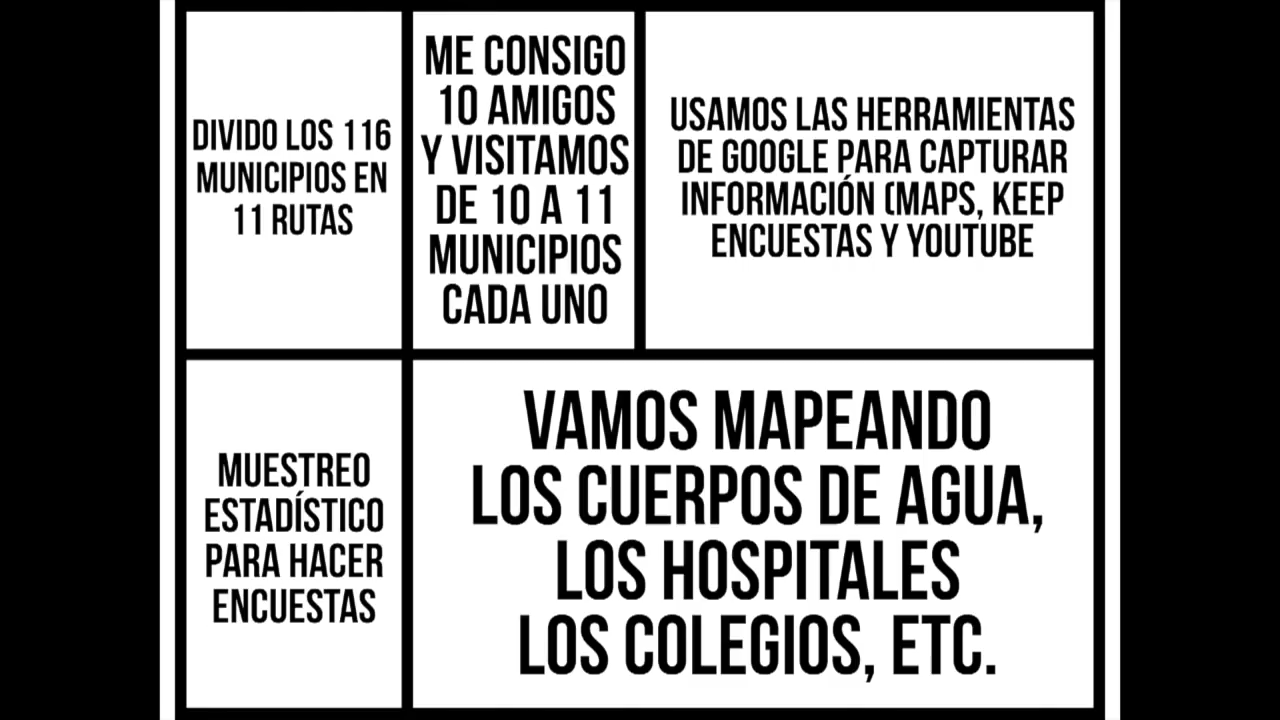 DIVIDO LOS 116
MUNICIPIOS EN
11 RUTAS
ME CONSIGO
10 AMIGOS
Y VISITAMOS
DE 10 A 11
MUNICIPIOS
CADA UNO
USAMOS LAS HERRAMIENTAS
DE GOOGLE PARA CAPTURAR
INFORMACIÓN (MAPS, KEEP
ENCUESTAS Y YOUTUBE
MUESTREO
ESTADÍSTICO
PARA HACER
ENCUESTAS
VAMOS MAPEANDO
LOS CUERPOS DE AGUA,
LOS HOSPITALES
LOS COLEGIOS, ETC.